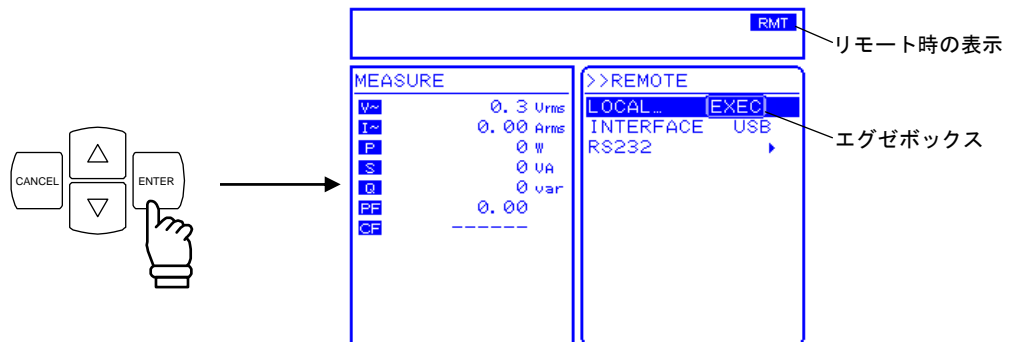 RMT
リモート時の表示
MEASURE
V~ 0.3 Vrms
I~ 0.00 Arms
P 0 W
S 0 VA
Q 0 var
PF 0.00
CF ------
>>REMOTE
LOCAL… EXEC
INTERFACE USB
RS232
エグゼボックス
CANCEL
ENTER